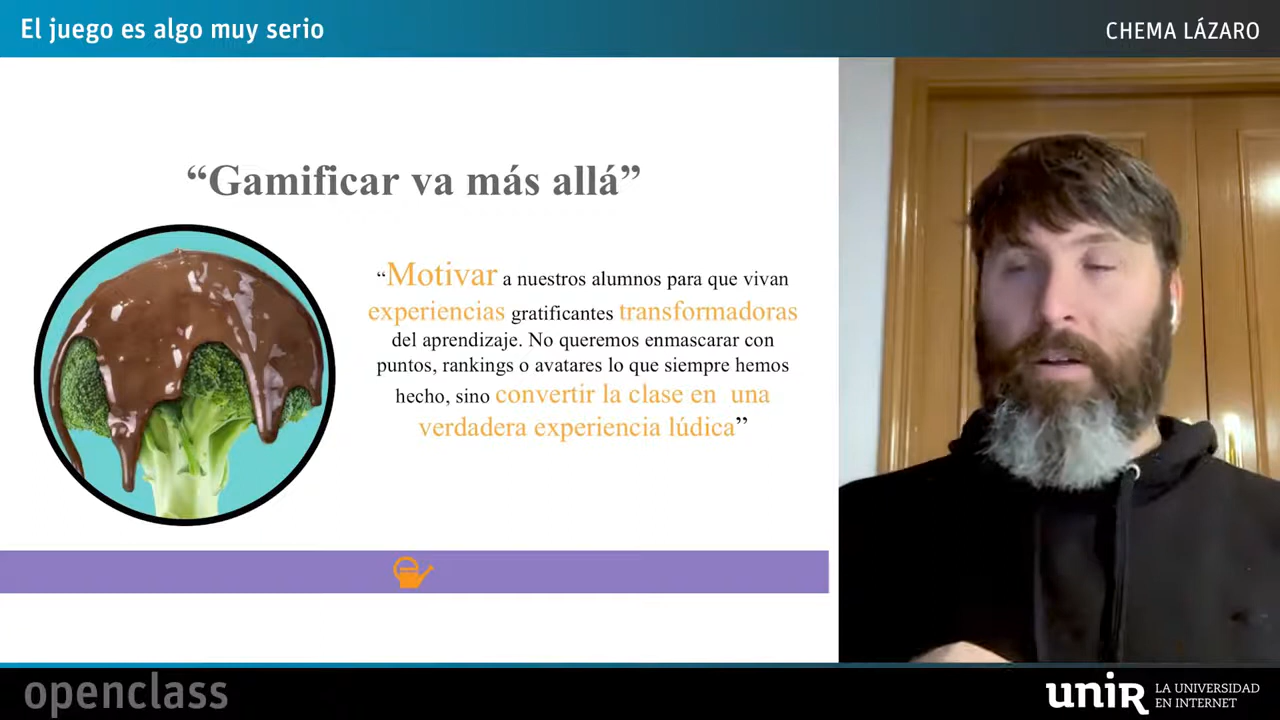 El juego es algo muy serio
CHEMA LÁZARO
“Gamificar va más allá”
“Motivar a nuestros alumnos para que vivan
experiencias gratificantes transformadoras
del aprendizaje. No queremos enmascarar con
puntos, rankings o avatares lo que siempre hemos
hecho, sino convertir la clase en una
verdadera experiencia lúdica”
openclass
unir LA UNIVERSIDAD
EN INTERNET